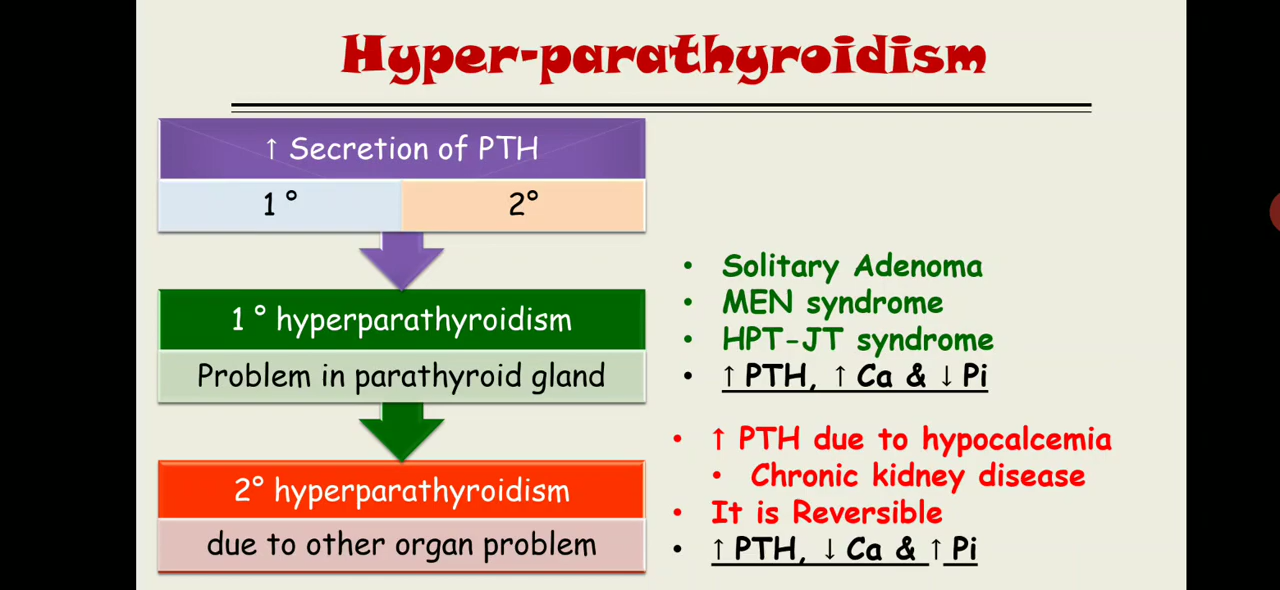 Hyper-parathyroidism
↑ Secretion of PTH
1 °
2°
1 ° hyperparathyroidism
Problem in parathyroid gland
• Solitary Adenoma
• MEN syndrome
• HPT-JT syndrome
• ↑ PTH, ↑ Ca & ↓ Pi
2° hyperparathyroidism
due to other organ problem
• ↑ PTH due to hypocalcemia
• Chronic kidney disease
• It is Reversible
• ↑ PTH, ↓ Ca & ↑ Pi